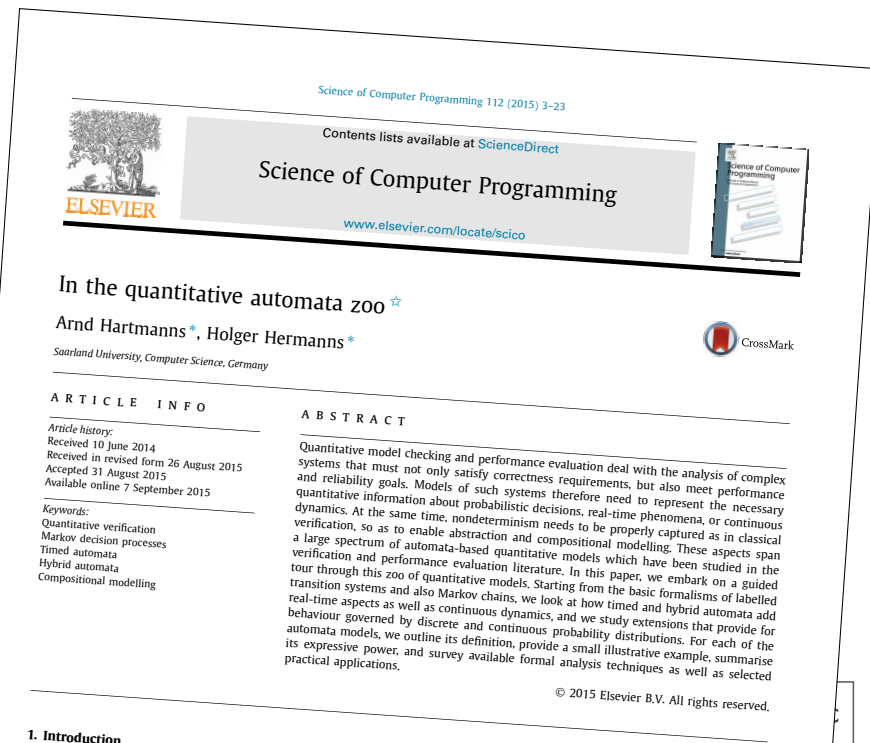 Science of Computer Programming 112 (2015) 3–23
Contents lists available at ScienceDirect
Science of Computer Programming
www.elsevier.com/locate/scico
ELSEVIER
Science of Computer
Programming
In the quantitative automata zoo ☆
Arnd Hartmanns *, Holger Hermanns *
Saarland University, Computer Science, Germany
CrossMark
ARTICLE INFO
Article history:
Received 10 June 2014
Received in revised form 26 August 2015
Accepted 31 August 2015
Available online 7 September 2015
Keywords:
Quantitative verification
Markov decision processes
Timed automata
Hybrid automata
Compositional modelling
ABSTRACT
Quantitative model checking and performance evaluation deal with the analysis of complex
systems that must not only satisfy correctness requirements, but also meet performance
and reliability goals. Models of such systems therefore need to represent the necessary
quantitative information about probabilistic decisions, real-time phenomena, or continuous
dynamics. At the same time, nondeterminism needs to be properly captured as in classical
verification, so as to enable abstraction and compositional modelling. These aspects span
a large spectrum of automata-based quantitative models which have been studied in the
verification and performance evaluation literature. In this paper, we embark on a guided
tour through this zoo of quantitative models. Starting from the basic formalisms of labelled
transition systems and also Markov chains, we look at how timed and hybrid automata add
real-time aspects as well as continuous dynamics, and we study extensions that provide for
behaviour governed by discrete and continuous probability distributions. For each of the
automata models, we outline its definition, provide a small illustrative example, summarise
its expressive power, and survey available formal analysis techniques as well as selected
practical applications.
© 2015 Elsevier B.V. All rights reserved.
1. Introduction